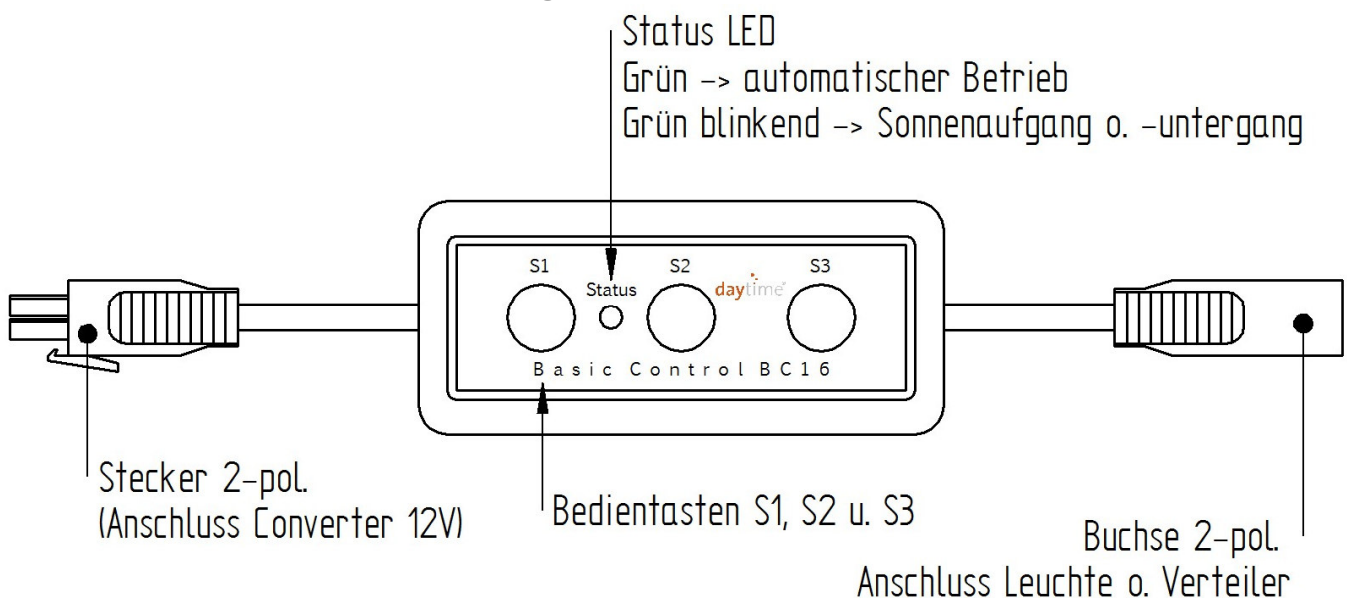 Status LED
Grün -> automatischer Betrieb
Grün blinkend -> Sonnenaufgang o. -untergang
S1
S2
S3
Status
daytime
Basic Control BC16
Stecker 2-pol.
(Anschluss Converter 12V)
Bedientasten S1, S2 u. S3
Buchse 2-pol.
Anschluss Leuchte o. Verteiler